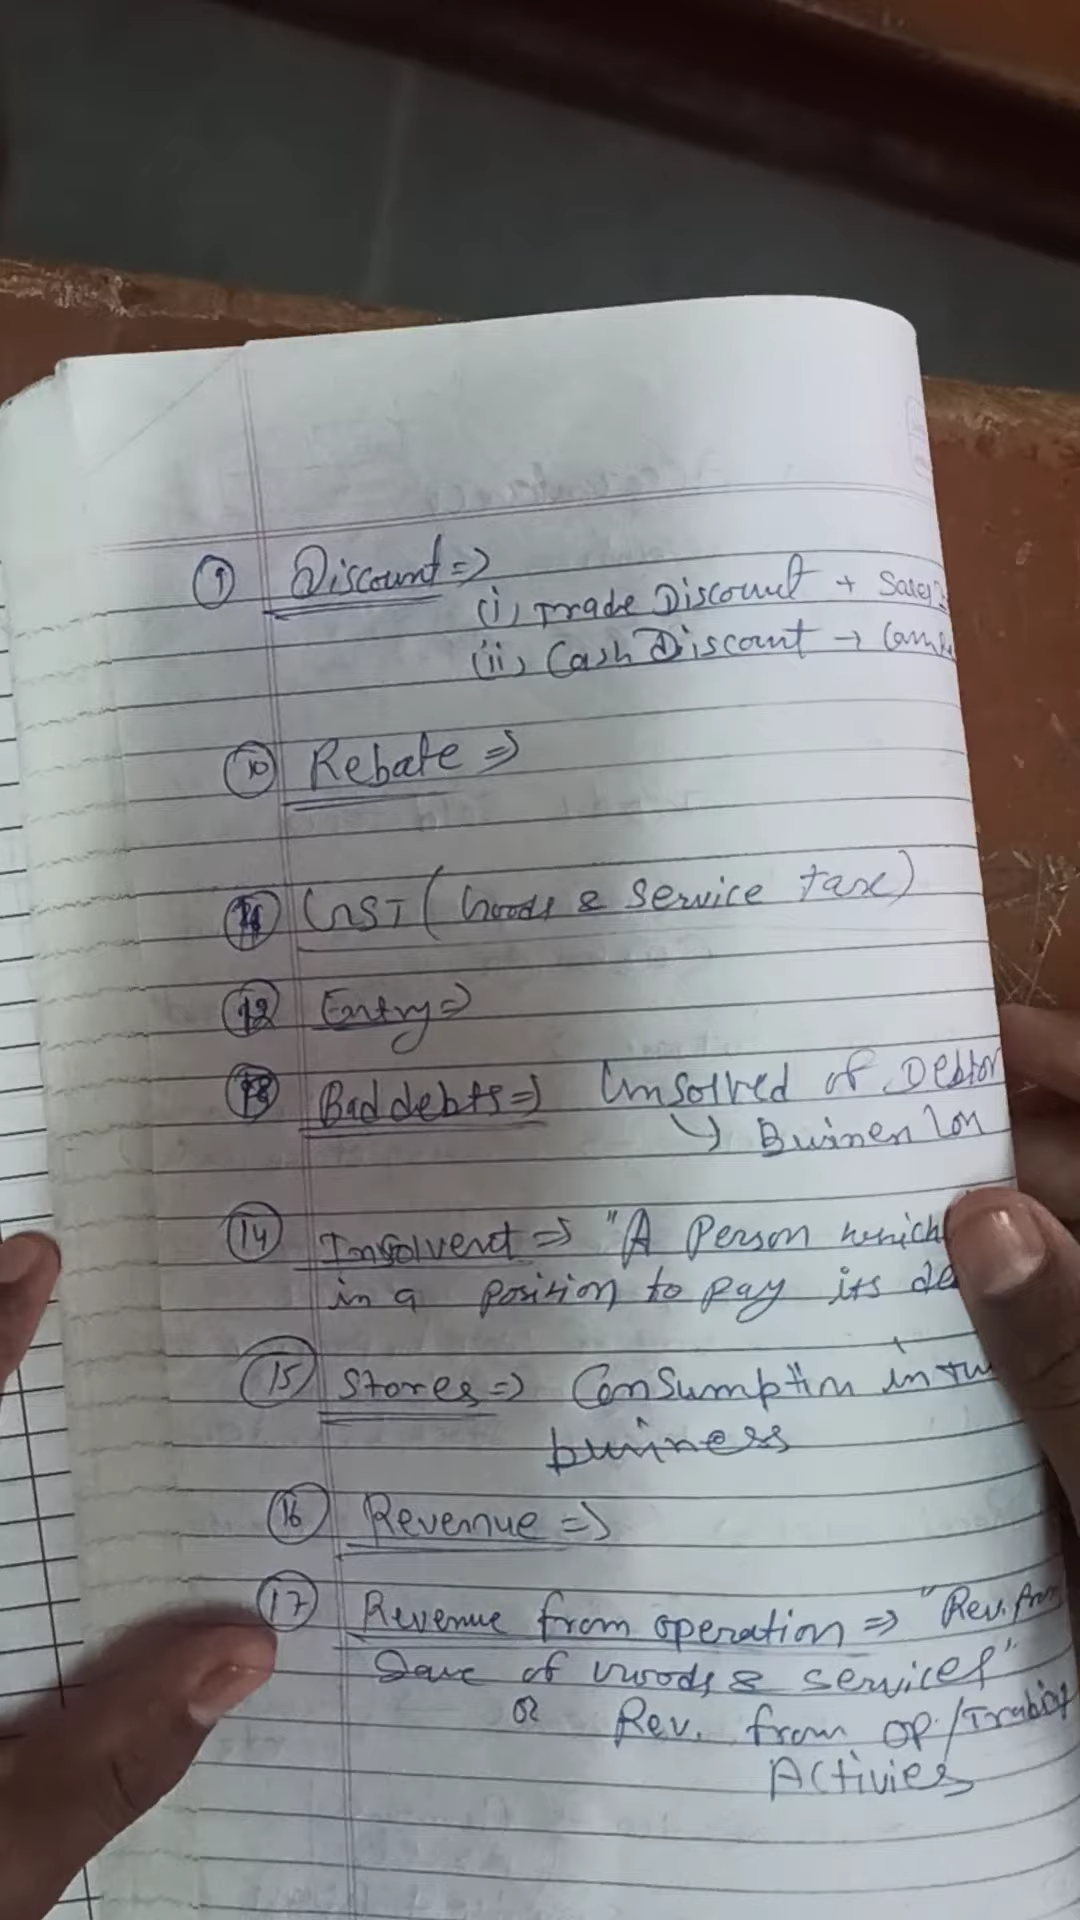 (9) Discount =>
(i) Trade Discount + Sales
(ii) Cash Discount →
(10) Rebate =>
(11) GST (Goods & Service tax)
(12) Entry =>
(13) Bad debts => Unsolved of Debtor
↳ Business Loss
(14) Insolvent => "A Person which
in a position to pay its de
(15) Stores => Consumption in the
business
(16) Revenue =>
(17) Revenue from operation => "Rev. from
Sale of Goods & services"
OR Rev. from op./Trading
Activies